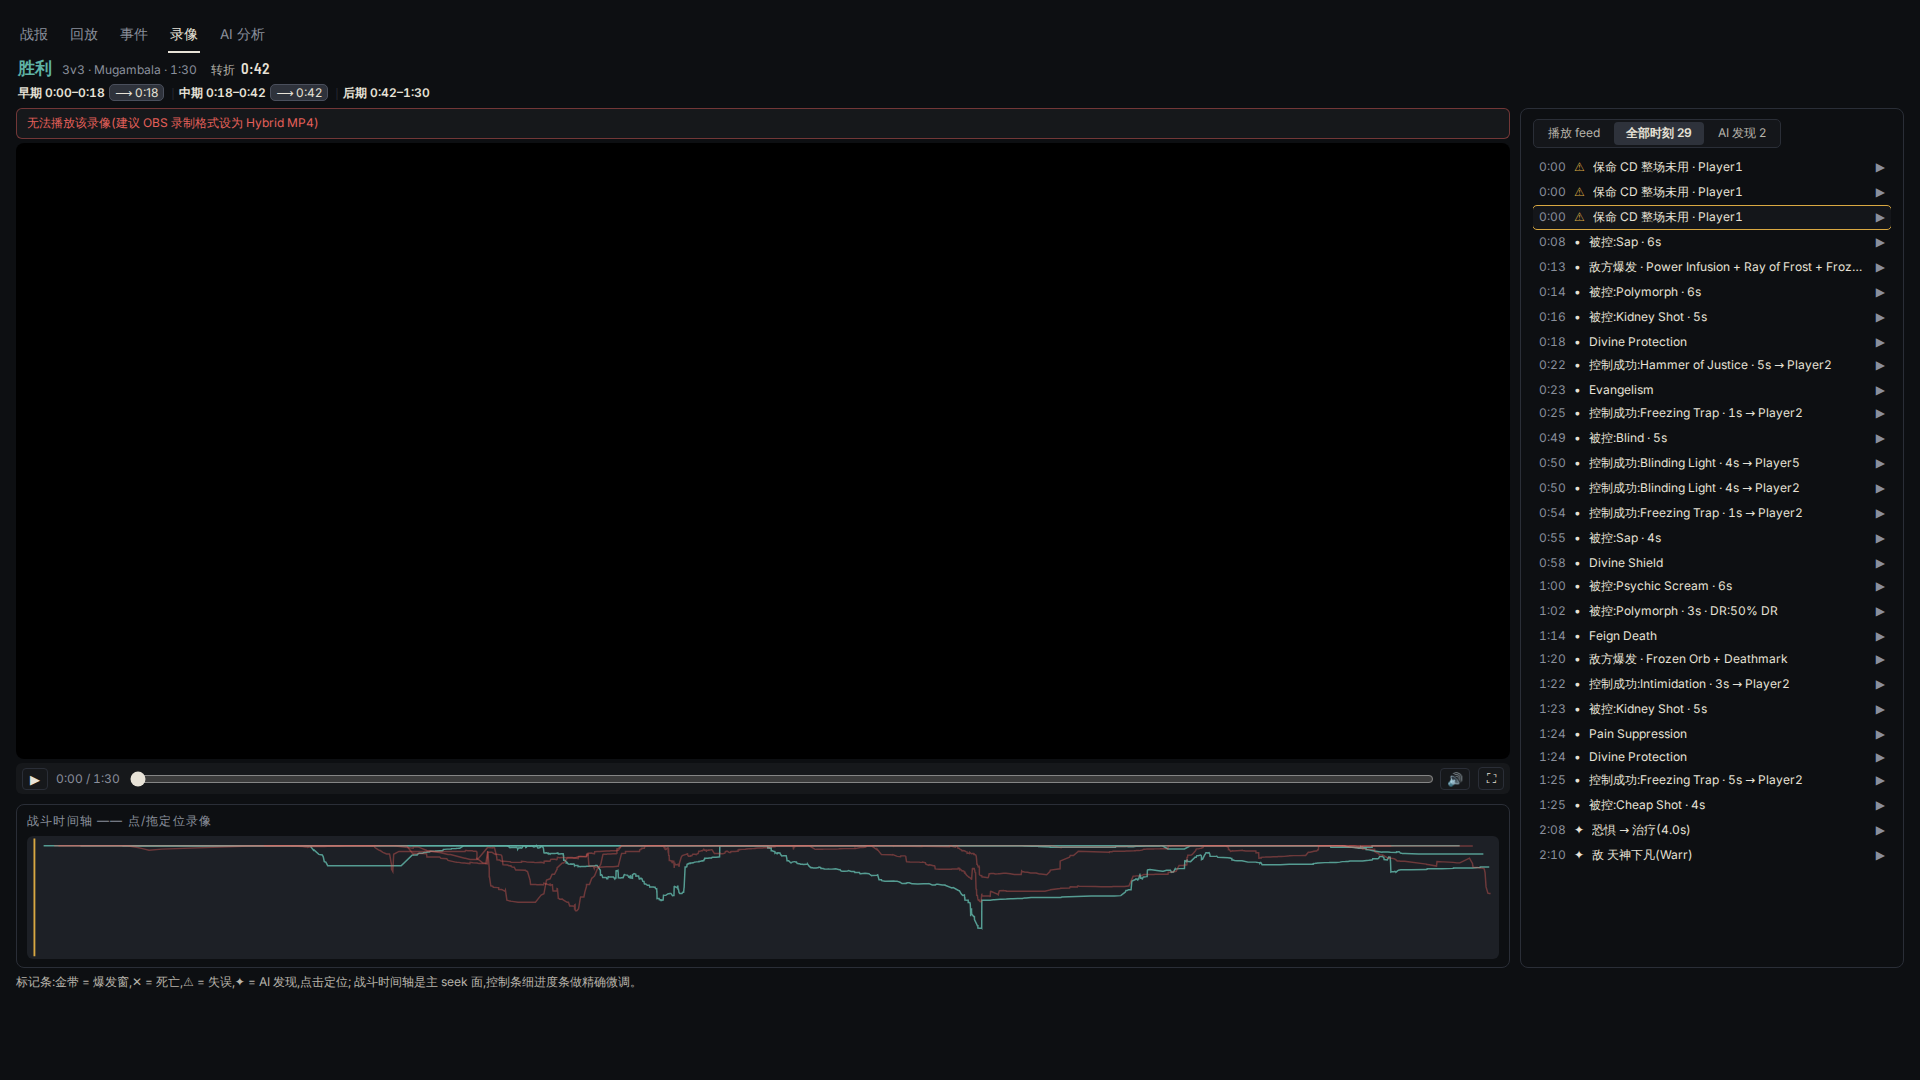 战报 回放 事件 录像 AI 分析
胜利 3v3 · Mugambala · 1:30 转折 0:42
早期 0:00–0:18 ⟶ 0:18 中期 0:18–0:42 ⟶ 0:42 后期 0:42–1:30
无法播放该录像(建议 OBS 录制格式设为 Hybrid MP4)
▶ 0:00 / 1:30
战斗时间轴 —— 点/拖定位录像
标记条:金带 = 爆发窗,✕ = 死亡,⚠ = 失误,✦ = AI 发现,点击定位; 战斗时间轴是主 seek 面,控制条细进度条做精确微调。
播放 feed 全部时刻 29 AI 发现 2
0:00 ⚠ 保命 CD 整场未用 · Player1 ▶
0:00 ⚠ 保命 CD 整场未用 · Player1 ▶
0:00 ⚠ 保命 CD 整场未用 · Player1 ▶
0:08 • 被控:Sap · 6s ▶
0:13 • 敌方爆发 · Power Infusion + Ray of Frost + Froz... ▶
0:14 • 被控:Polymorph · 6s ▶
0:16 • 被控:Kidney Shot · 5s ▶
0:18 • Divine Protection ▶
0:22 • 控制成功:Hammer of Justice · 5s → Player2 ▶
0:23 • Evangelism ▶
0:25 • 控制成功:Freezing Trap · 1s → Player2 ▶
0:49 • 被控:Blind · 5s ▶
0:50 • 控制成功:Blinding Light · 4s → Player5 ▶
0:50 • 控制成功:Blinding Light · 4s → Player2 ▶
0:54 • 控制成功:Freezing Trap · 1s → Player2 ▶
0:55 • 被控:Sap · 4s ▶
0:58 • Divine Shield ▶
1:00 • 被控:Psychic Scream · 6s ▶
1:02 • 被控:Polymorph · 3s · DR:50% DR ▶
1:14 • Feign Death ▶
1:20 • 敌方爆发 · Frozen Orb + Deathmark ▶
1:22 • 控制成功:Intimidation · 3s → Player2 ▶
1:23 • 被控:Kidney Shot · 5s ▶
1:24 • Pain Suppression ▶
1:24 • Divine Protection ▶
1:25 • 控制成功:Freezing Trap · 5s → Player2 ▶
1:25 • 被控:Cheap Shot · 4s ▶
2:08 ✦ 恐惧 → 治疗(4.0s) ▶
2:10 ✦ 敌 天神下凡(Warr) ▶